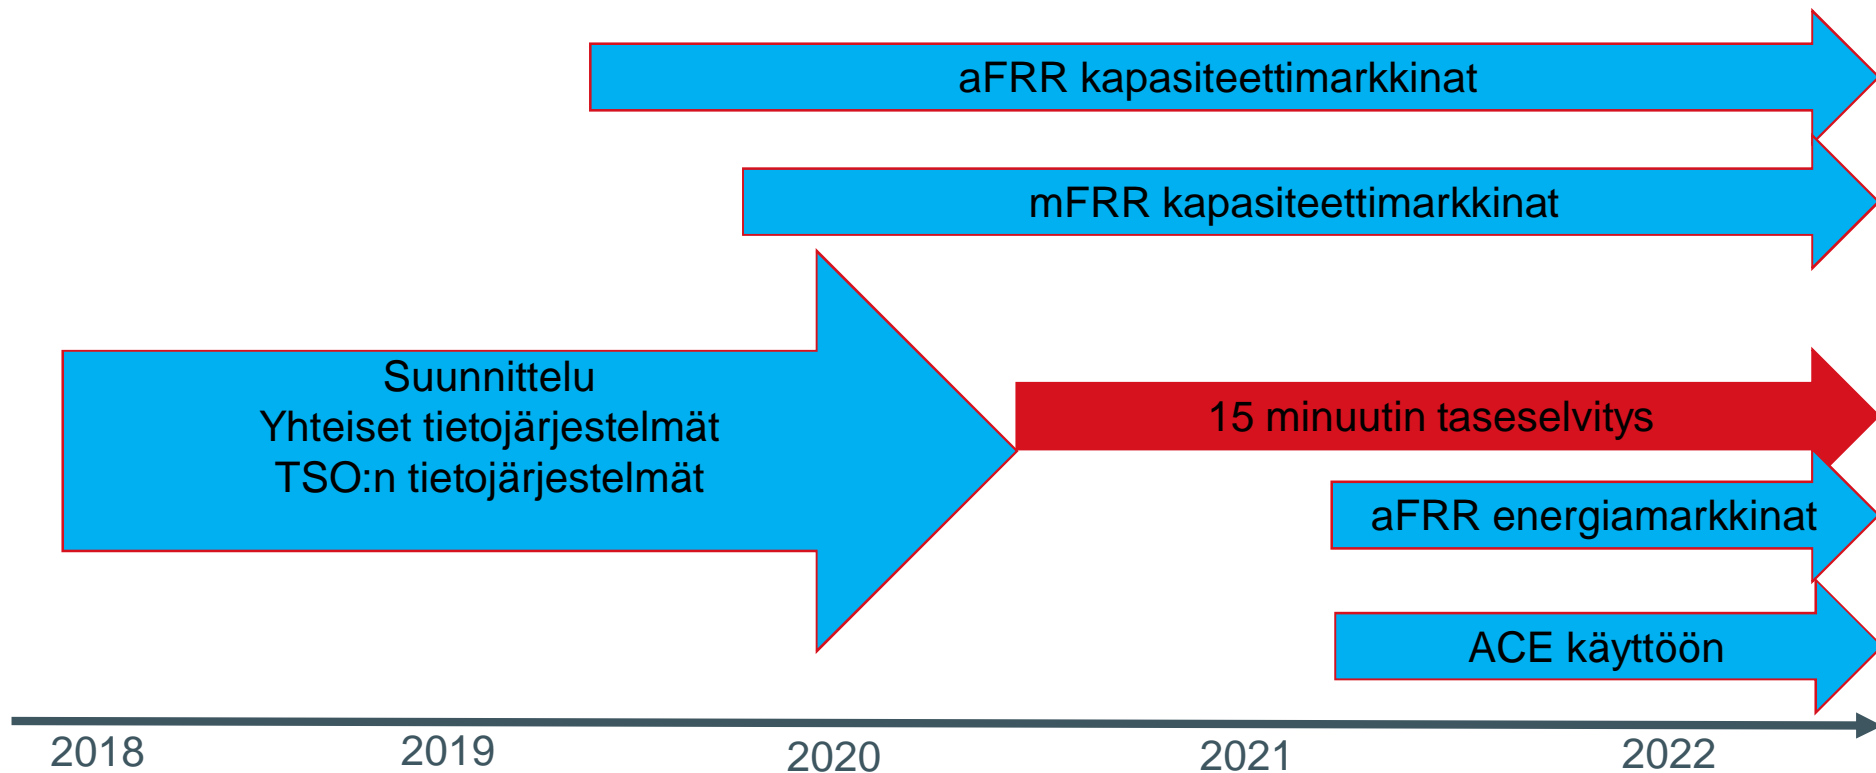 aFRR kapasiteettimarkkinat
mFRR kapasiteettimarkkinat
Suunnittelu
Yhteiset tietojärjestelmät
TSO:n tietojärjestelmät
15 minuutin taseselvitys
aFRR energiamarkkinat
ACE käyttöön
2018 2019 2020 2021 2022